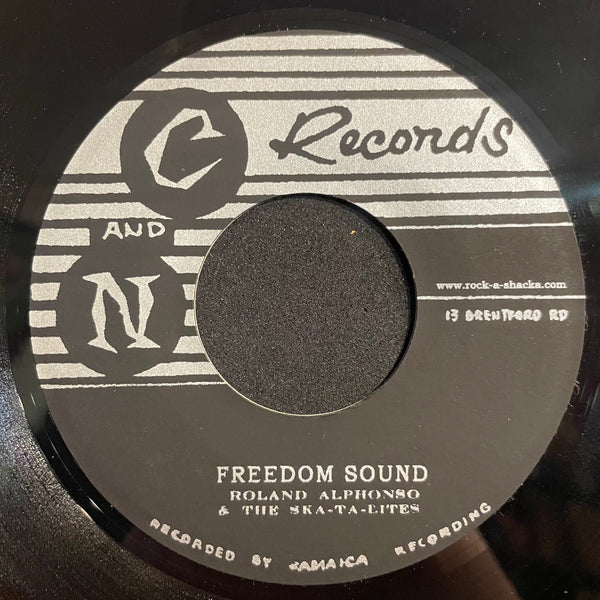 C Records
AND
N
www.rock-a-shacka.com
13 BRENTFORD RD
FREEDOM SOUND
ROLAND ALPHONSO
& THE SKA-TA-LITES
RECORDED BY JAMAICA RECORDING